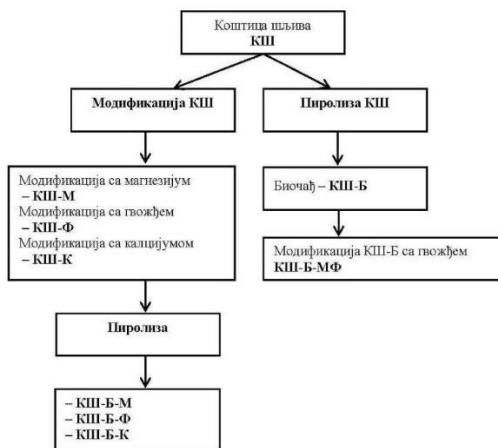 Коштица шљива
КШ
Модификација КШ
Пиролиза КШ
Модификација са магнезијум
– КШ-М
Модификација са гвожђем
– КШ-Ф
Модификација са калцијумом
– КШ-К
Биочађ – КШ-Б
Модификација КШ-Б са гвожђем
КШ-Б-МФ
Пиролиза
– КШ-Б-М
– КШ-Б-Ф
– КШ-Б-К